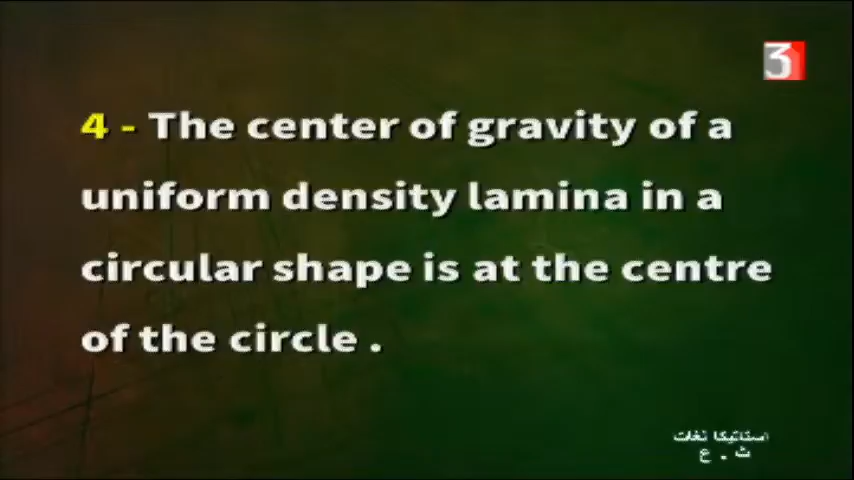 3
4 - The center of gravity of a
uniform density lamina in a
circular shape is at the centre
of the circle .
استاتيكا لغات
ث . ع